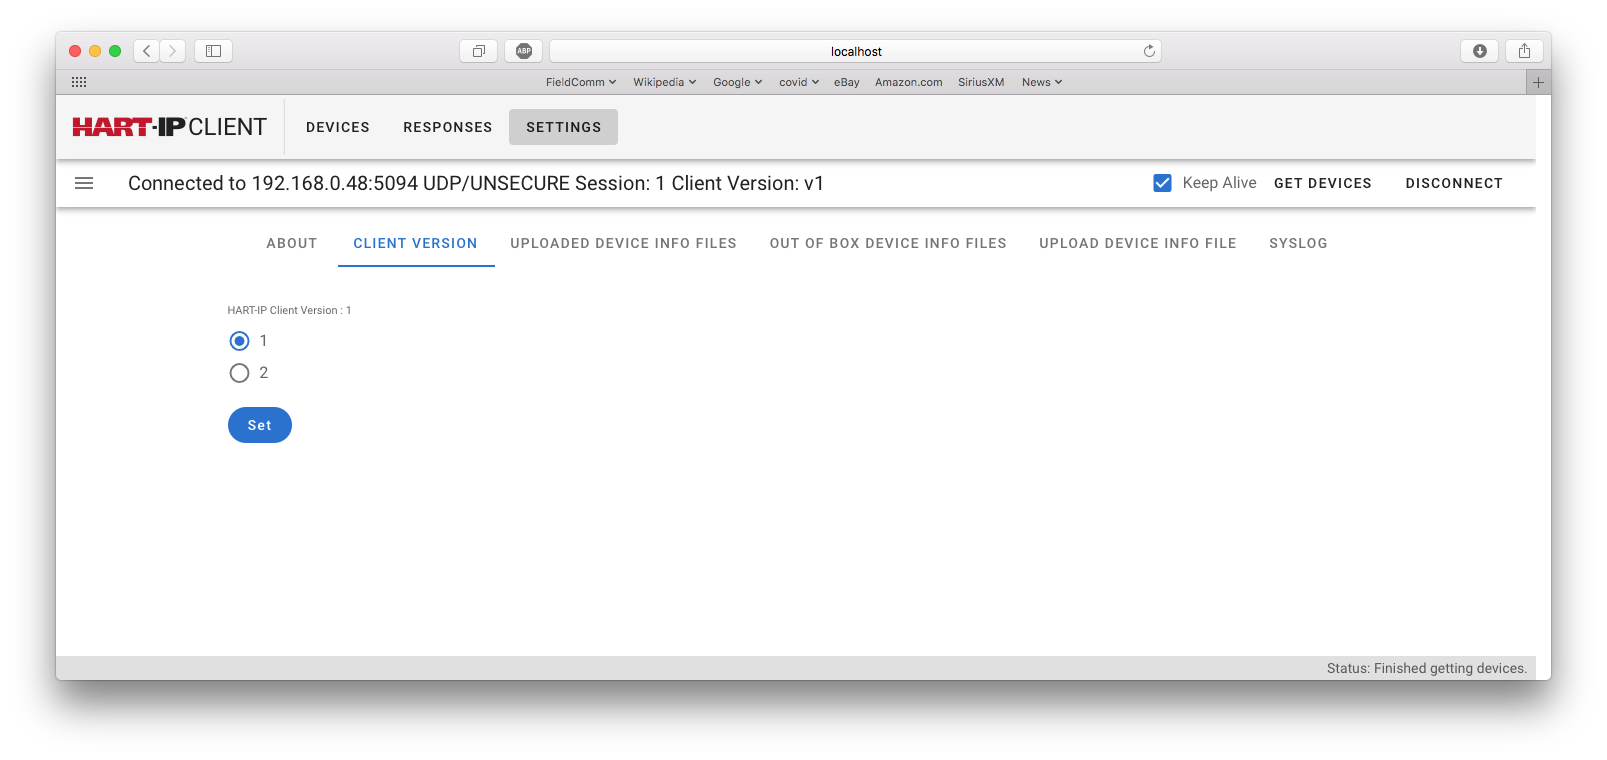 localhost
ABP
FieldComm Wikipedia Google covid eBay Amazon.com SiriusXM News
HART-IP CLIENT DEVICES RESPONSES SETTINGS
Connected to 192.168.0.48:5094 UDP/UNSECURE Session: 1 Client Version: v1 Keep Alive GET DEVICES DISCONNECT
ABOUT CLIENT VERSION UPLOADED DEVICE INFO FILES OUT OF BOX DEVICE INFO FILES UPLOAD DEVICE INFO FILE SYSLOG
HART-IP Client Version : 1
1
2
Set
Status: Finished getting devices.